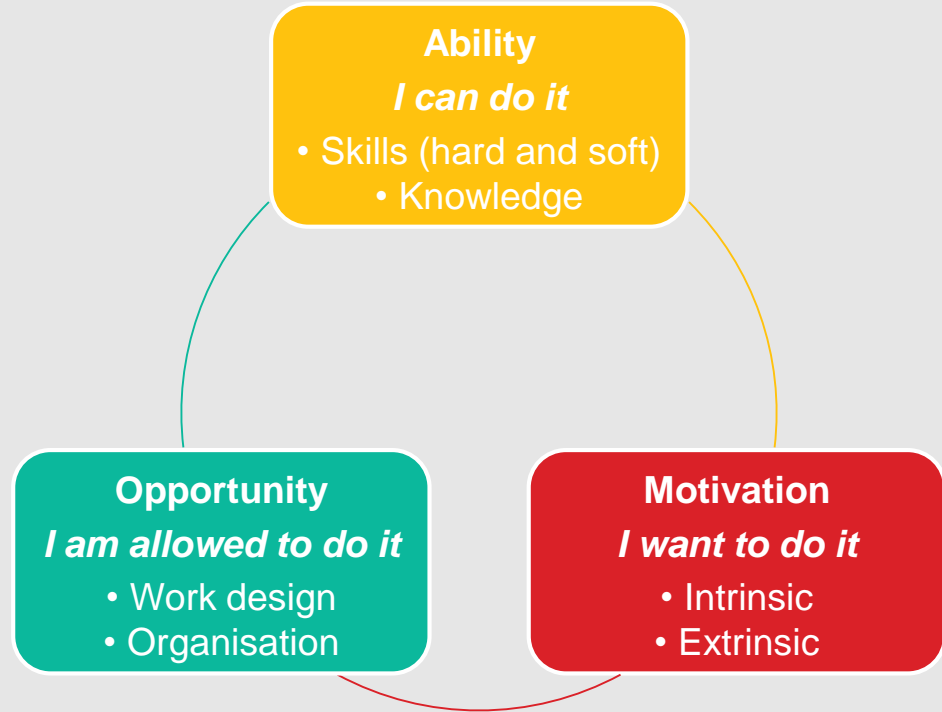 Ability
I can do it
• Skills (hard and soft)
• Knowledge
Opportunity
I am allowed to do it
• Work design
• Organisation
Motivation
I want to do it
• Intrinsic
• Extrinsic